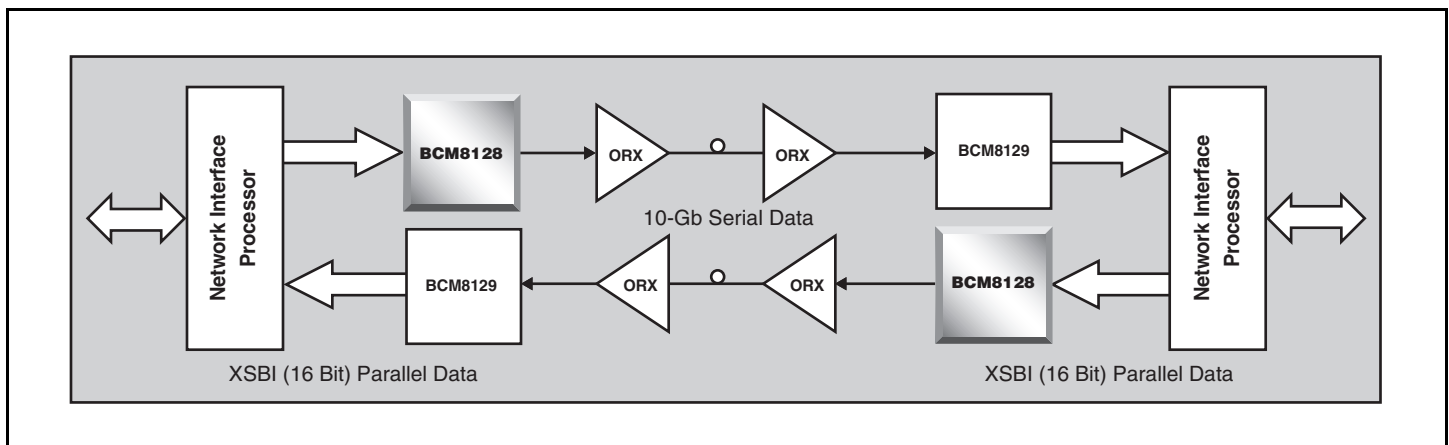 Network Interface
Processor
BCM8128
ORX
ORX
BCM8129
Network Interface
Processor
10-Gb Serial Data
BCM8129
ORX
ORX
BCM8128
XSBI (16 Bit) Parallel Data
XSBI (16 Bit) Parallel Data